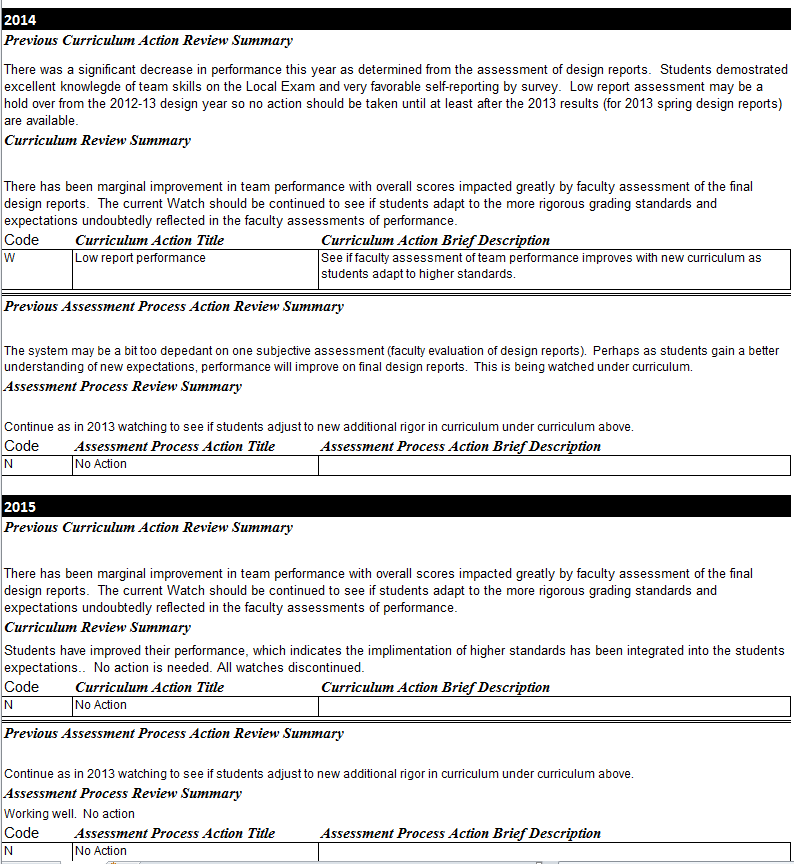 2014
Previous Curriculum Action Review Summary
There was a significant decrease in performance this year as determined from the assessment of design reports.  Students demostrated
excellent knowlegde of team skills on the Local Exam and very favorable self-reporting by survey.  Low report assessment may be a
hold over from the 2012-13 design year so no action should be taken until at least after the 2013 results (for 2013 spring design reports)
are available.
Curriculum Review Summary
There has been marginal improvement in team performance with overall scores impacted greatly by faculty assessment of the final
design reports.  The current Watch should be continued to see if students adapt to the more rigorous grading standards and
expectations undoubtedly reflected in the faculty assessments of performance.
Code Curriculum Action Title Curriculum Action Brief Description
W Low report performance See if faculty assessment of team performance improves with new curriculum as
students adapt to higher standards.
Previous Assessment Process Action Review Summary
The system may be a bit too depedant on one subjective assessment (faculty evaluation of design reports).  Perhaps as students gain a better
understanding of new expectations, performance will improve on final design reports.  This is being watched under curriculum.
Assessment Process Review Summary
Continue as in 2013 watching to see if students adjust to new additional rigor in curriculum under curriculum above.
Code Assessment Process Action Title Assessment Process Action Brief Description
N No Action
2015
Previous Curriculum Action Review Summary
There has been marginal improvement in team performance with overall scores impacted greatly by faculty assessment of the final
design reports.  The current Watch should be continued to see if students adapt to the more rigorous grading standards and
expectations undoubtedly reflected in the faculty assessments of performance.
Curriculum Review Summary
Students have improved their performance, which indicates the implimentation of higher standards has been integrated into the students
expectations..  No action is needed. All watches discontinued.
Code Curriculum Action Title Curriculum Action Brief Description
N No Action
Previous Assessment Process Action Review Summary
Continue as in 2013 watching to see if students adjust to new additional rigor in curriculum under curriculum above.
Assessment Process Review Summary
Working well.  No action
Code Assessment Process Action Title Assessment Process Action Brief Description
N No Action